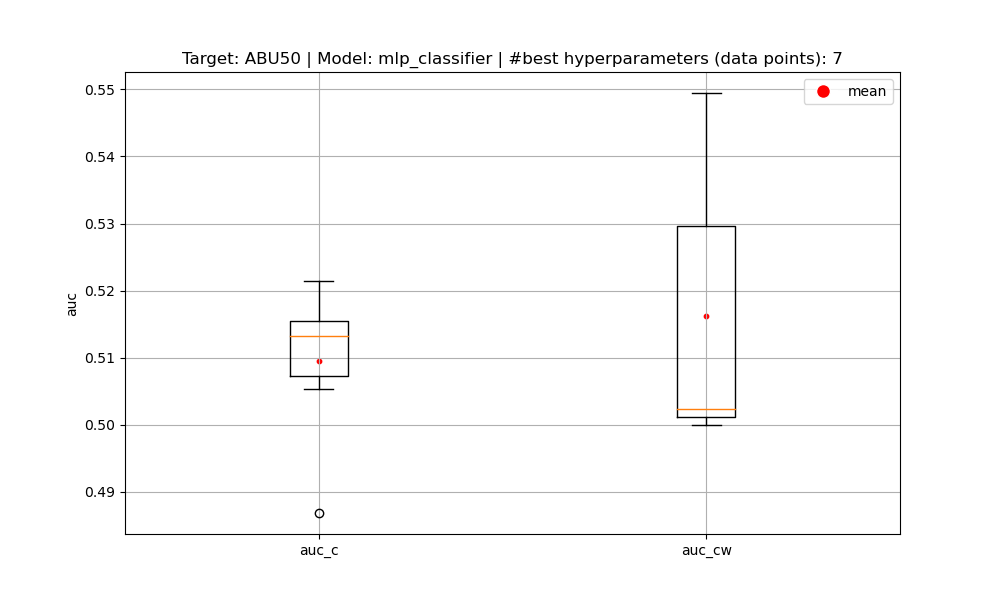 Target: ABU50 | Model: mlp_classifier | #best hyperparameters (data points): 7
mean
0.55
0.54
0.53
0.52
0.51
0.50
0.49
auc
auc_c
auc_cw